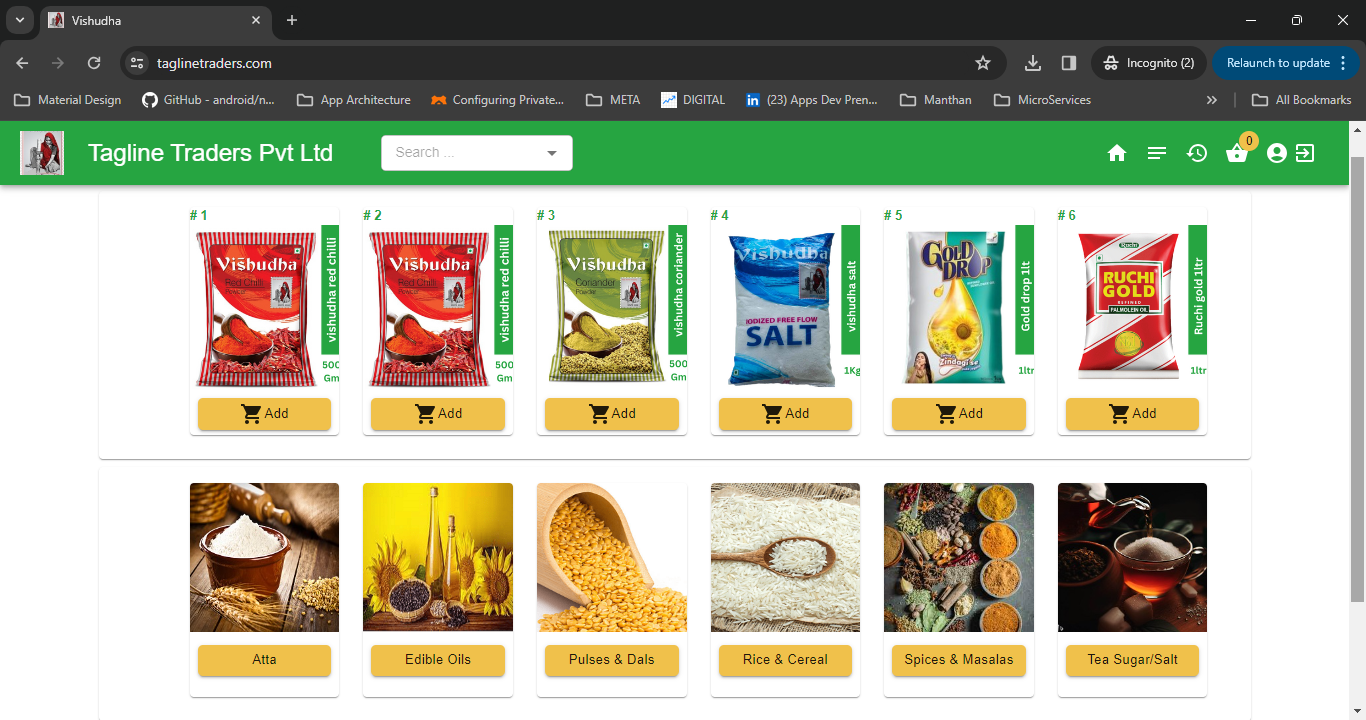 Vishudha
taglinetraders.com
Incognito (2)
Relaunch to update
Material Design
GitHub - android/n...
App Architecture
Configuring Private...
META
DIGITAL
(23) Apps Dev Pren...
Manthan
MicroServices
All Bookmarks
Tagline Traders Pvt Ltd
Search ...
0
# 1
# 2
# 3
# 4
# 5
# 6
Vishudha
Red Chilli
Powder
vishudha red chilli
500
Gm
Vishudha
Red Chilli
Powder
vishudha red chilli
500
Gm
Vishudha
Coriander
Powder
vishudha coriander
500
Gm
Vishudha
IODIZED FREE FLOW
SALT
vishudha salt
1Kg
GOLD
DROP
Zindagi ke
Gold drop 1lt
1ltr
Ruchi
RUCHI
GOLD
REFINED
PALMOLEIN OIL
Ruchi gold 1ltr
1ltr
Add
Add
Add
Add
Add
Add
Atta
Edible Oils
Pulses & Dals
Rice & Cereal
Spices & Masalas
Tea Sugar/Salt